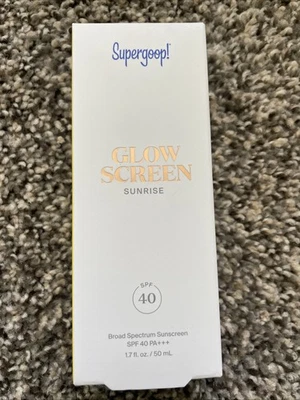 Supergoop!
GLOW
SCREEN
SUNRISE
SPF
40
Broad Spectrum Sunscreen
SPF 40 PA+++
1.7 fl. oz. / 50 mL